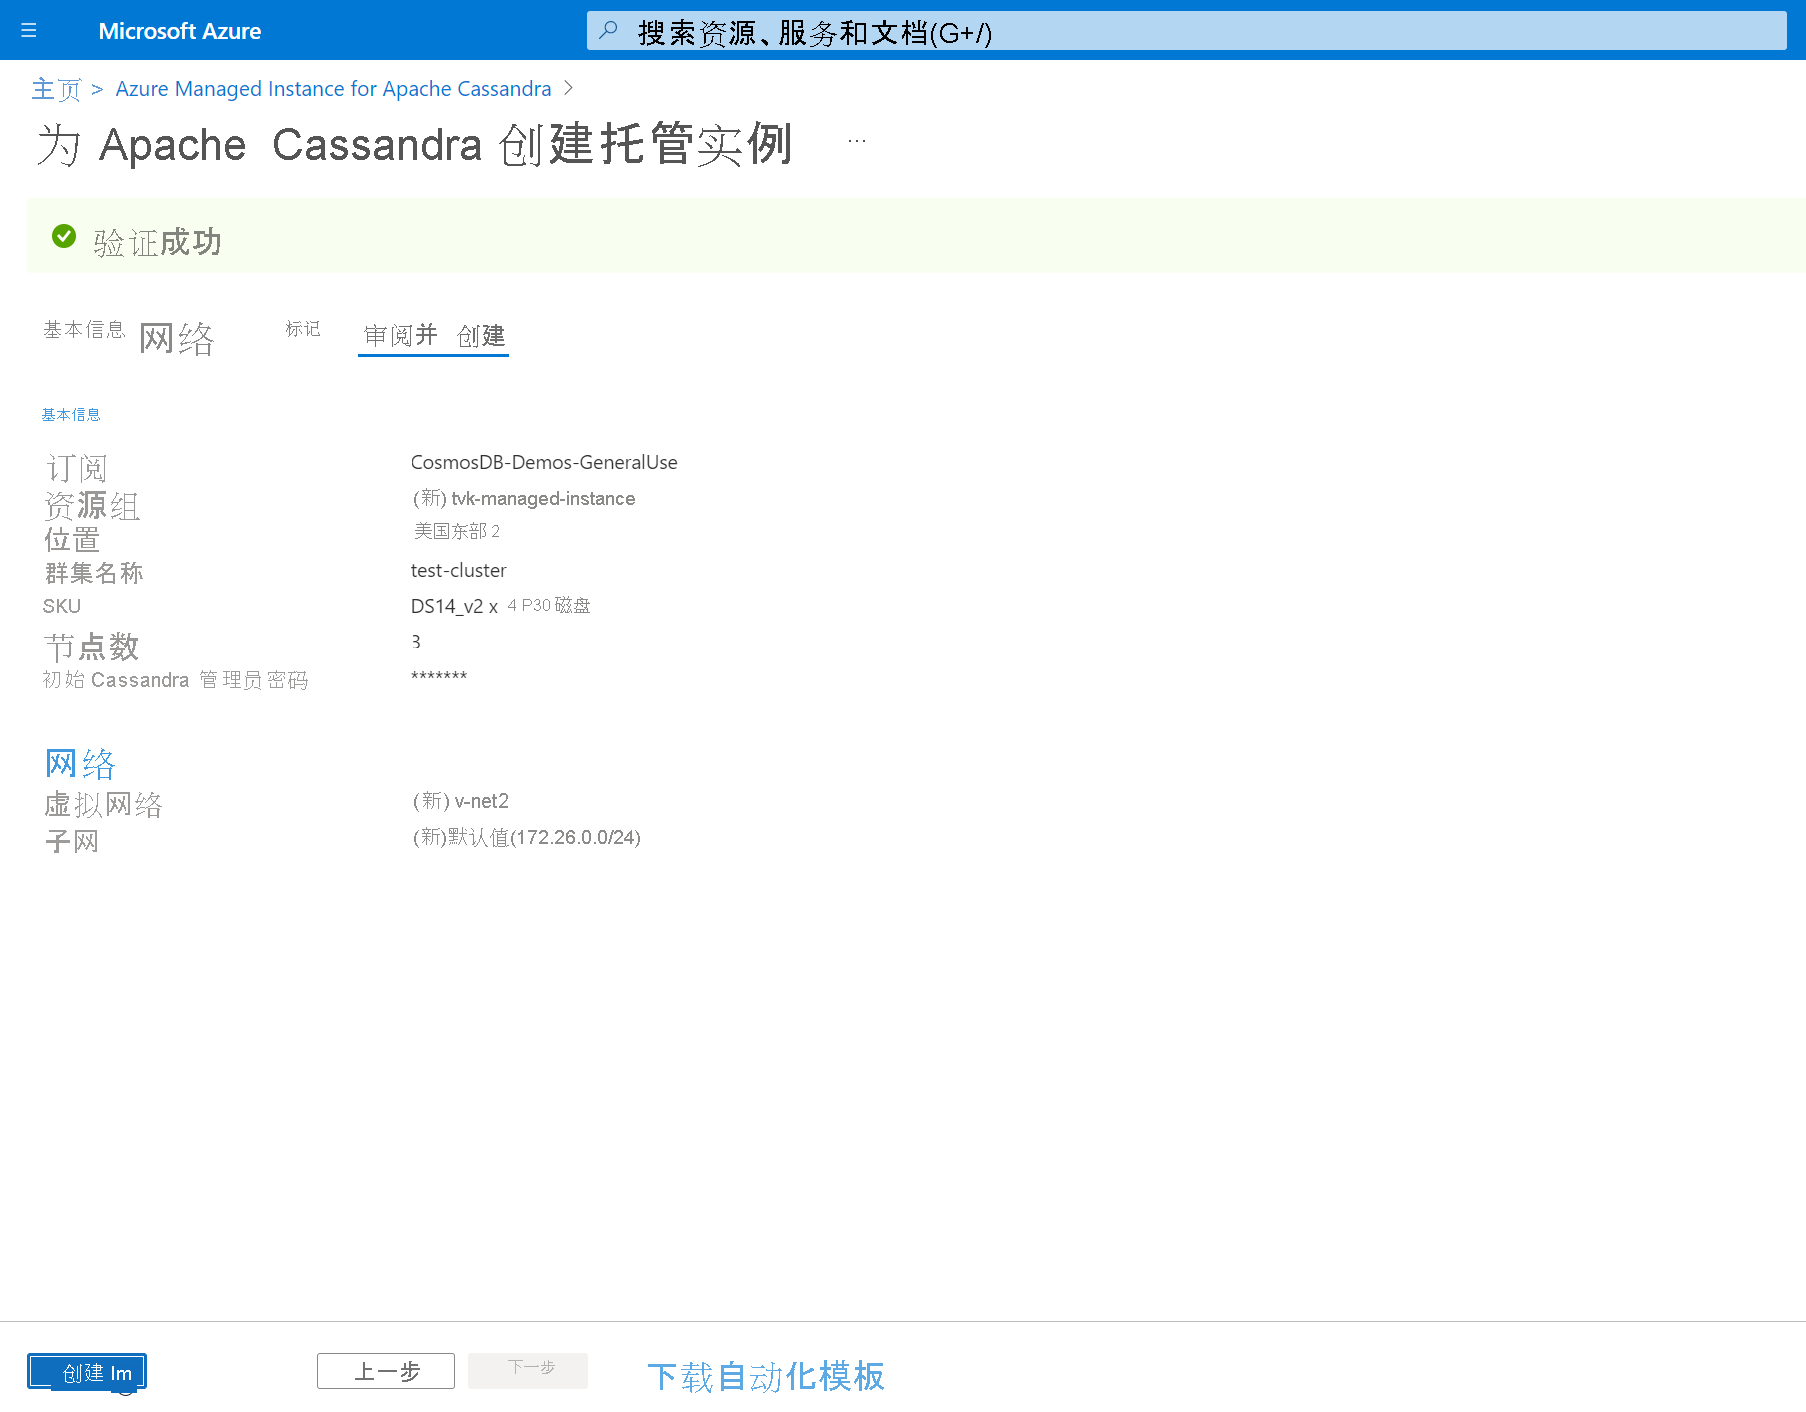 Microsoft Azure
搜索资源、服务和文档(G+/)
主页 > Azure Managed Instance for Apache Cassandra >
为 Apache Cassandra 创建托管实例 ...
验证成功
基本信息 网络 标记 审阅并 创建
基本信息
订阅 CosmosDB-Demos-GeneralUse
资源组 (新) tvk-managed-instance
位置 美国东部 2
群集名称 test-cluster
SKU DS14_v2 x 4 P30 磁盘
节点数 3
初始 Cassandra 管理员密码 *******
网络
虚拟网络 (新) v-net2
子网 (新)默认值(172.26.0.0/24)
创建 Im 上一步 下一步 下载自动化模板